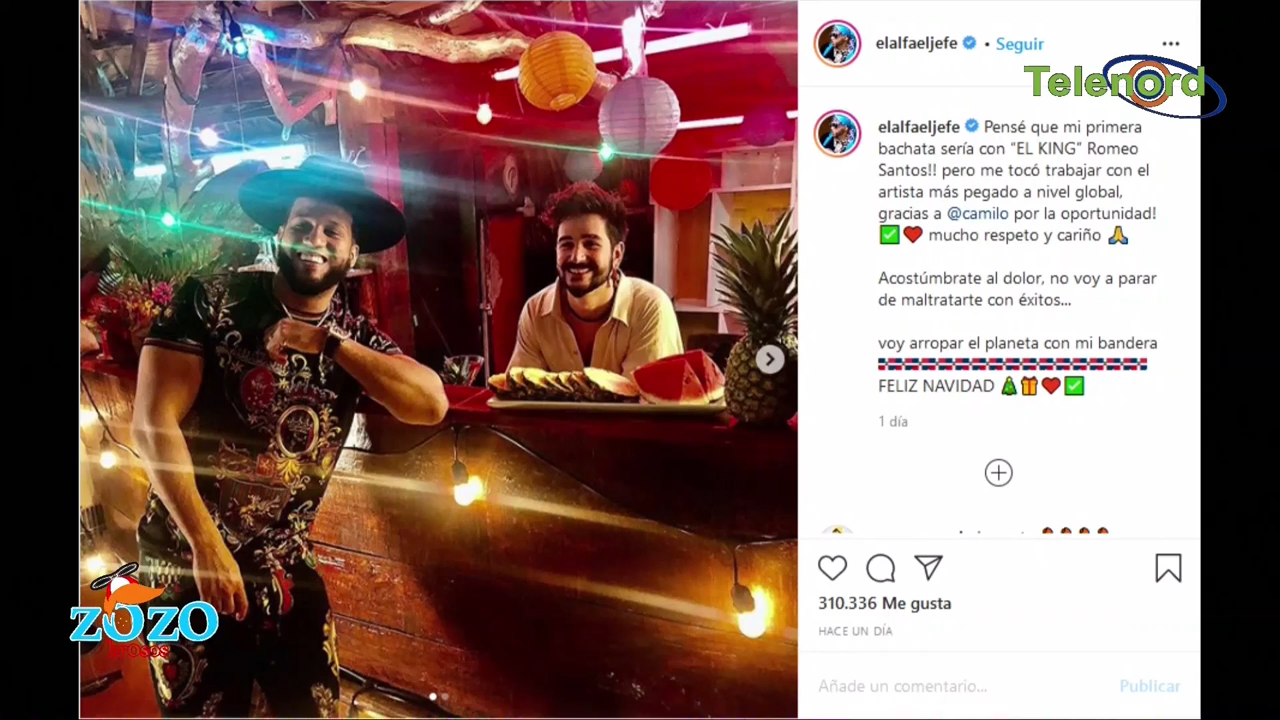 elalfaeljefe • Seguir
Telenord
elalfaeljefe Pensé que mi primera
bachata sería con “EL KING” Romeo
Santos!! pero me tocó trabajar con el
artista más pegado a nivel global,
gracias a @camilo por la oportunidad!
✅❤️ mucho respeto y cariño 🙏
Acostúmbrate al dolor, no voy a parar
de maltratarte con éxitos...
voy arropar el planeta con mi bandera
🇩🇴🇩🇴🇩🇴🇩🇴🇩🇴🇩🇴🇩🇴🇩🇴🇩🇴🇩🇴🇩🇴🇩🇴🇩🇴🇩🇴
FELIZ NAVIDAD 🎄🎁❤️✅
1 día
310.336 Me gusta
HACE UN DÍA
Añade un comentario...
Publicar
ZOZO